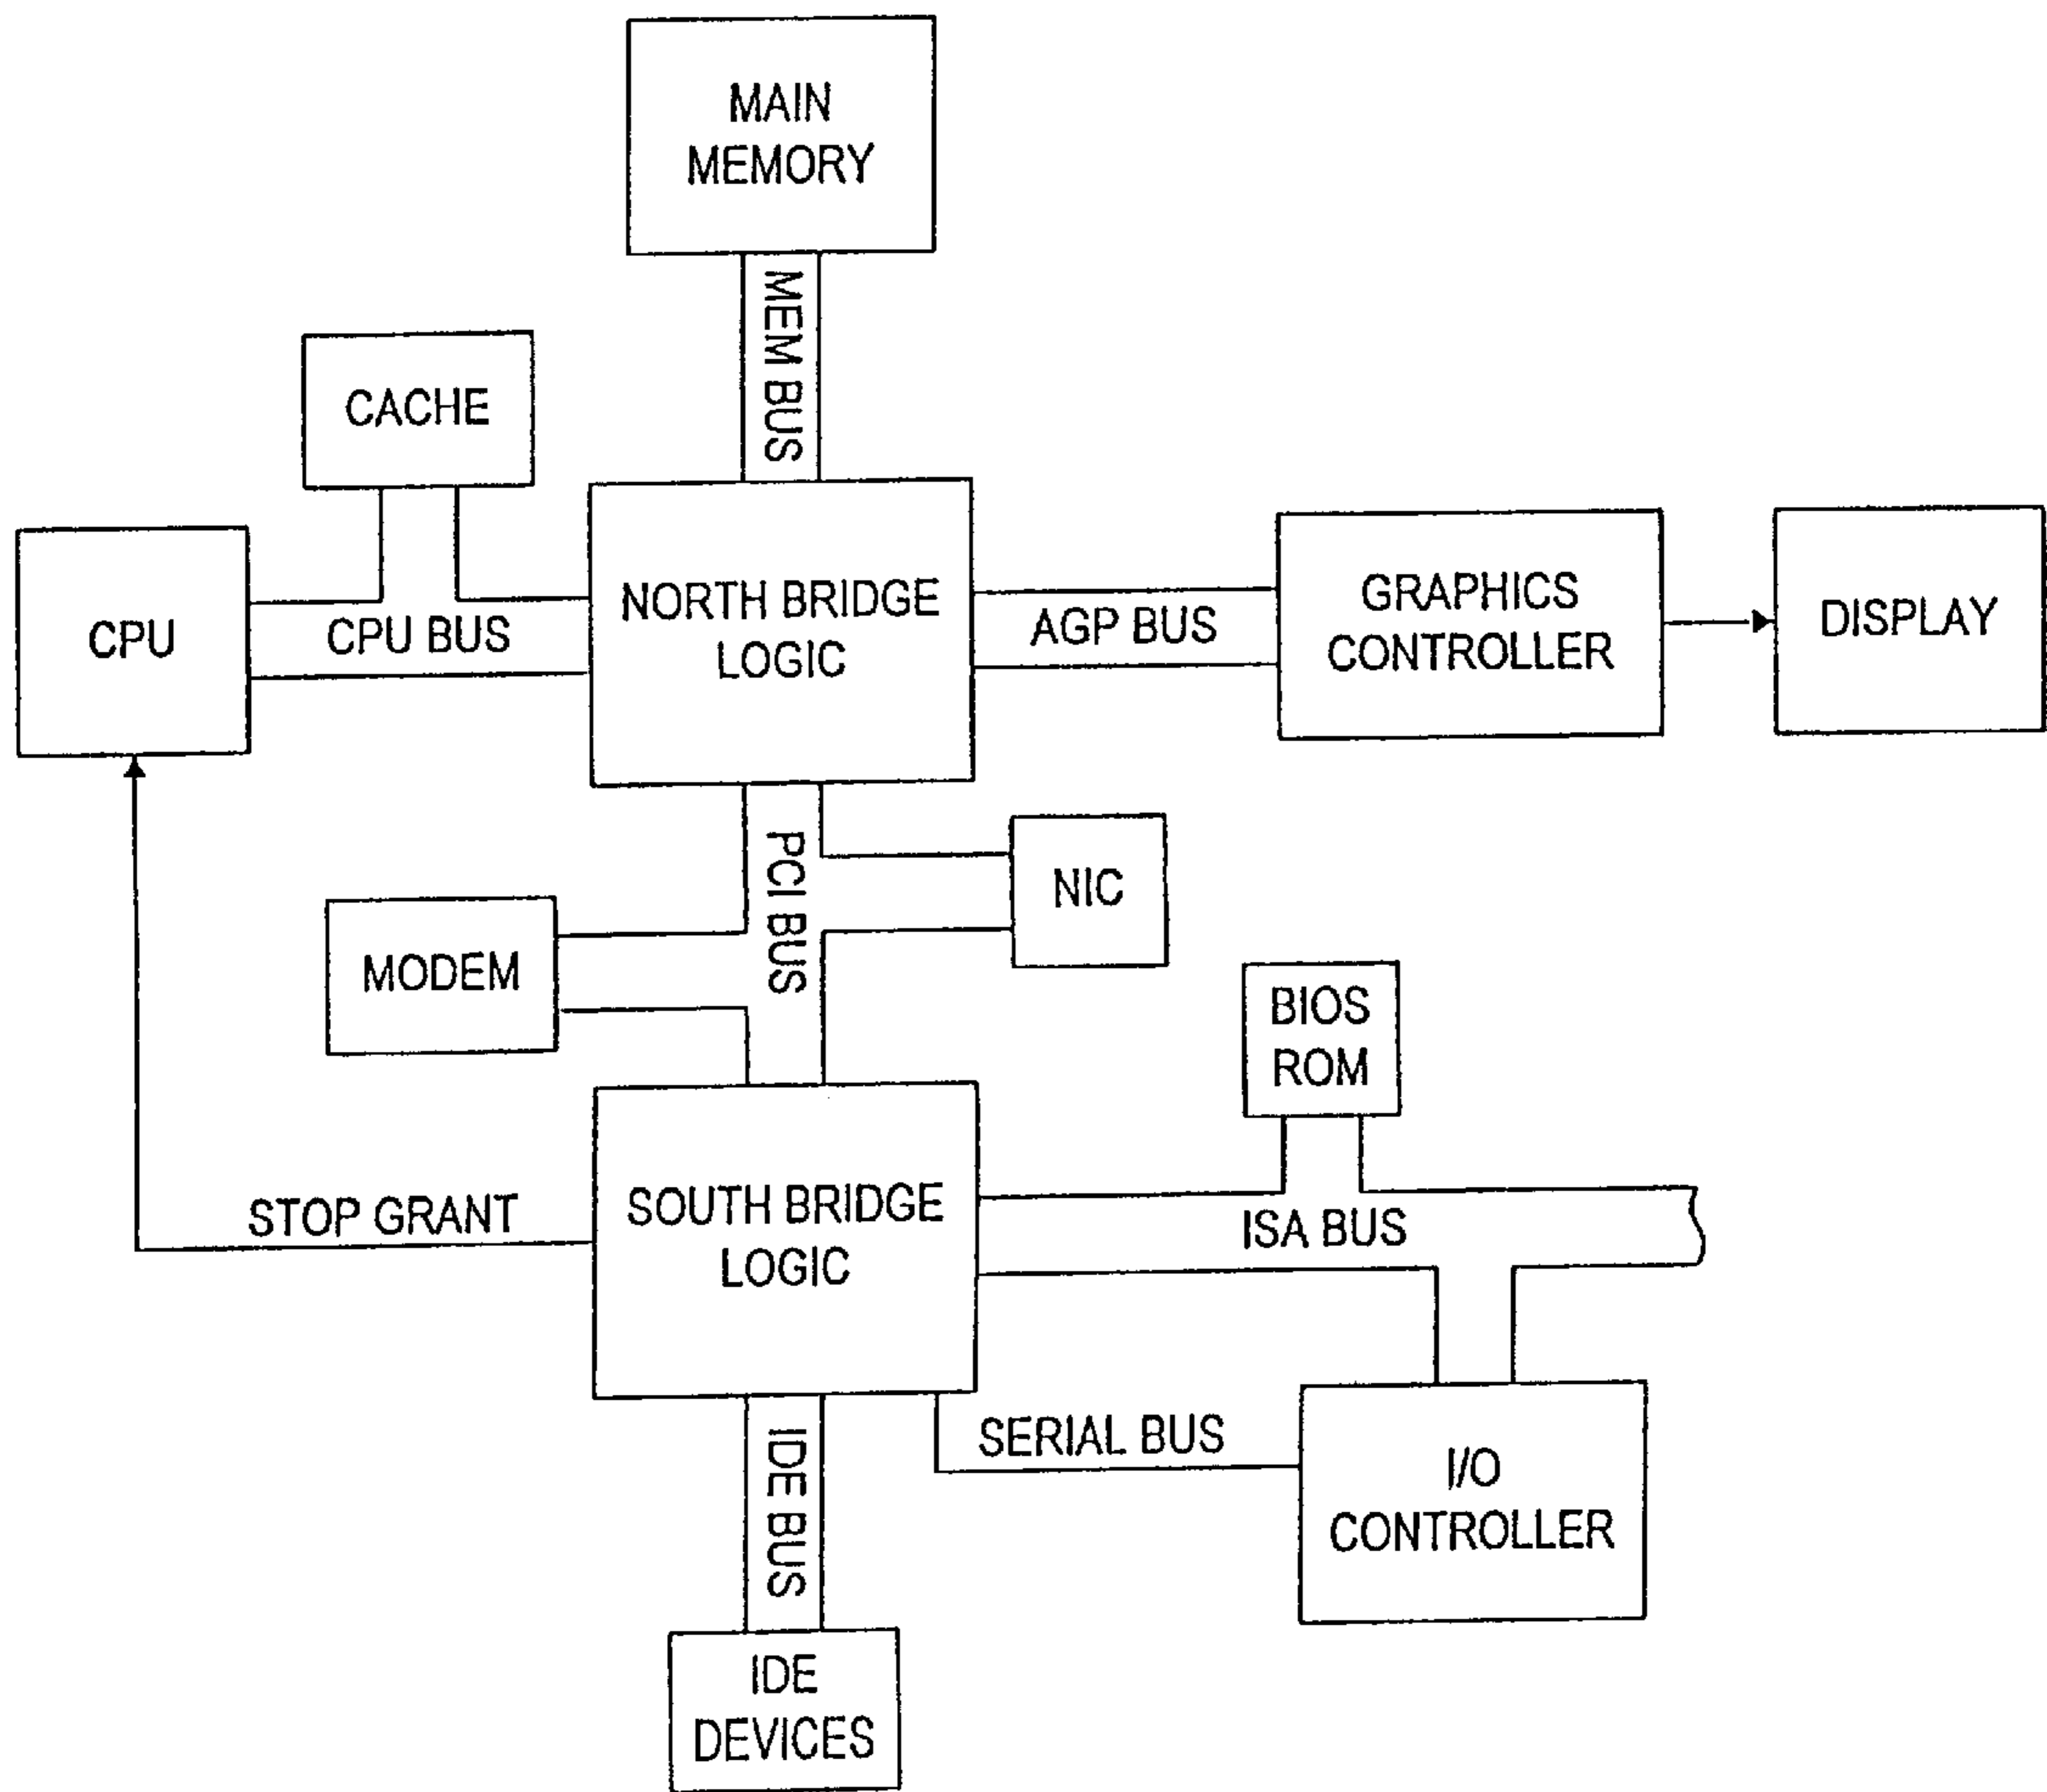 MAIN
MEMORY
MEM BUS
CACHE
CPU
CPU BUS
NORTH BRIDGE
LOGIC
AGP BUS
GRAPHICS
CONTROLLER
DISPLAY
PCI BUS
NIC
MODEM
BIOS
ROM
STOP GRANT
SOUTH BRIDGE
LOGIC
ISA BUS
SERIAL BUS
I/O
CONTROLLER
IDE BUS
IDE
DEVICES